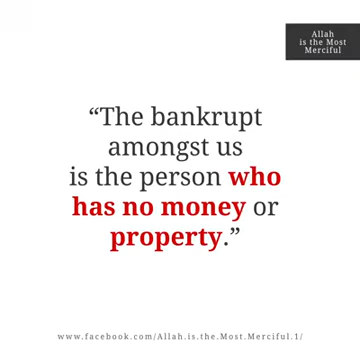 Allah
is the Most
Merciful
“The bankrupt
amongst us
is the person who
has no money or
property.”
www.facebook.com/Allah.is.the.Most.Merciful.1/